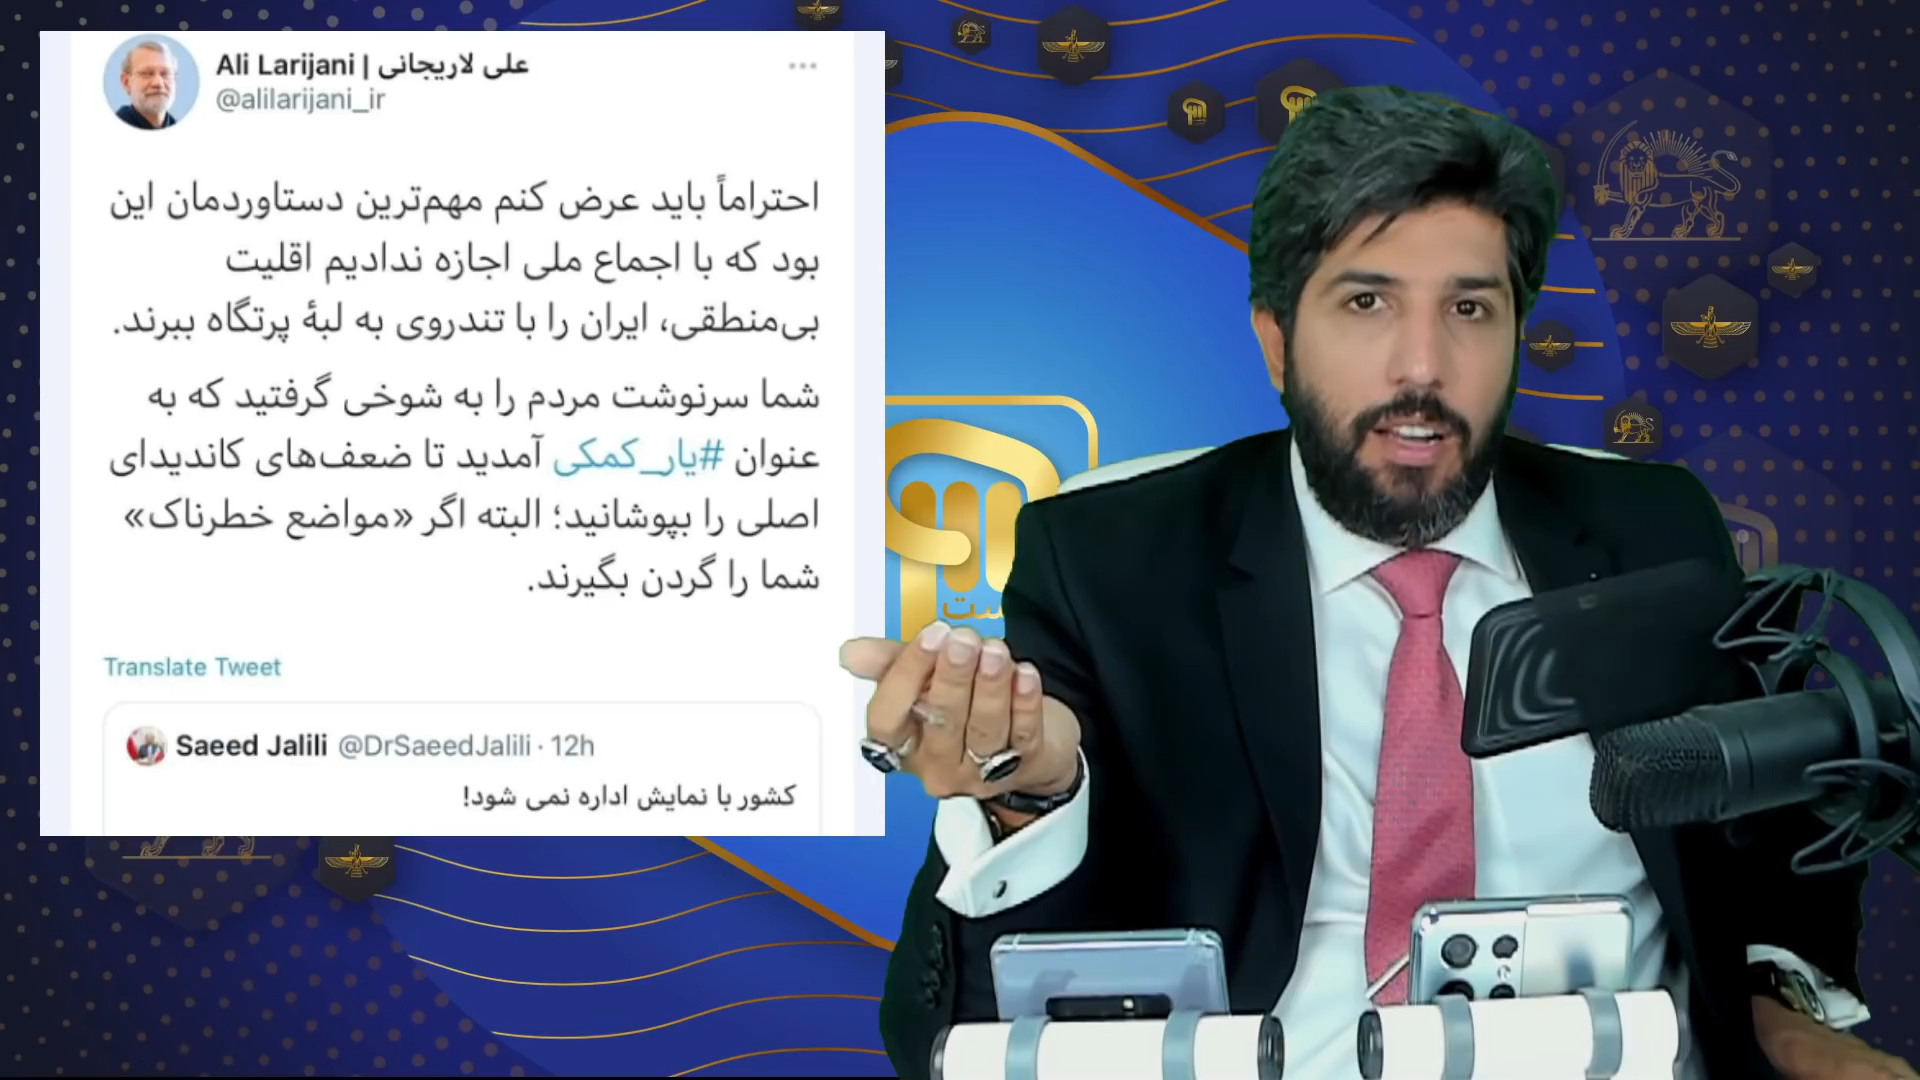 Ali Larijani | علی لاریجانی
@alilarijani_ir
احتراماً باید عرض کنم مهم‌ترین دستاوردمان این
بود که با اجماع ملی اجازه ندادیم اقلیت
بی‌منطقی، ایران را با تندروی به لبهٔ پرتگاه ببرند.
شما سرنوشت مردم را به شوخی گرفتید که به
عنوان #یار_کمکی آمدید تا ضعف‌های کاندیدای
اصلی را بپوشانید؛ البته اگر «مواضع خطرناک»
شما را گردن بگیرند.
Translate Tweet
Saeed Jalili @DrSaeedJalili · 12h
کشور با نمایش اداره نمی شود!